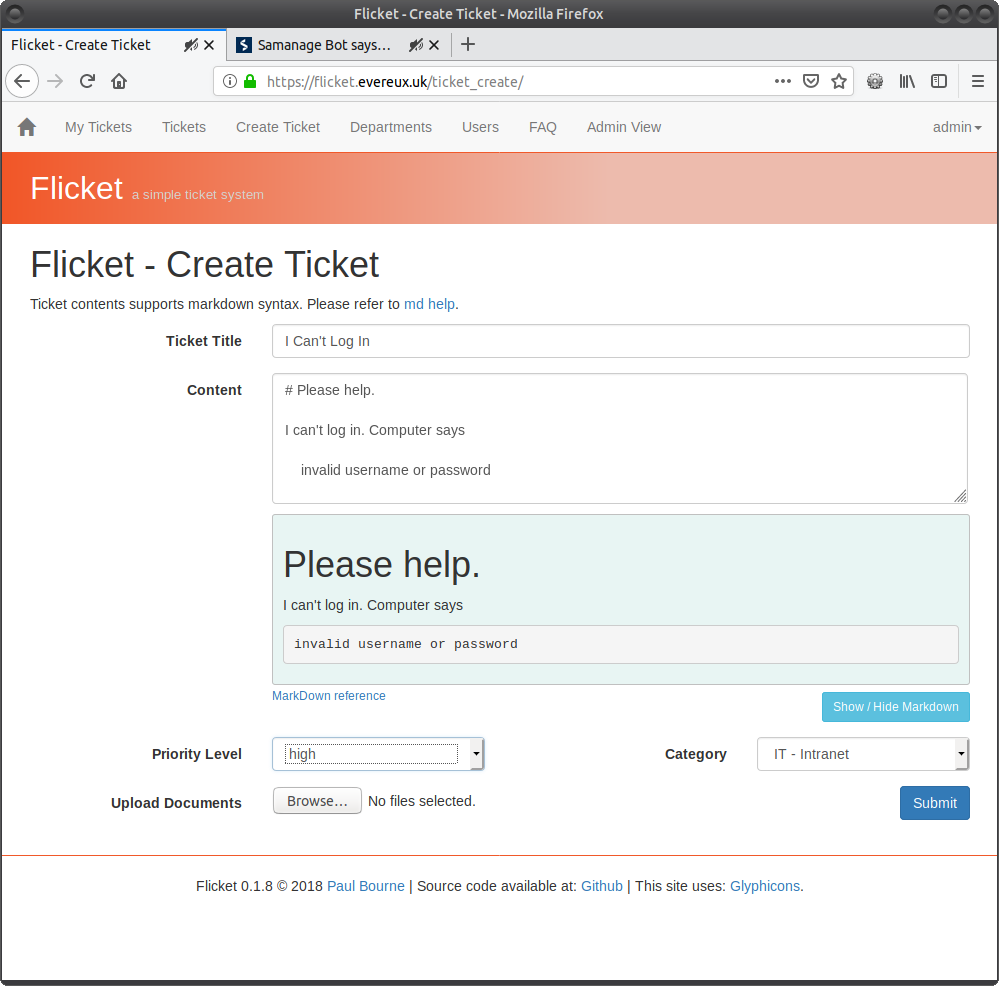 Flicket - Create Ticket - Mozilla Firefox
Flicket - Create Ticket
Samanage Bot says…
https://flicket.evereux.uk/ticket_create/
My Tickets Tickets Create Ticket Departments Users FAQ Admin View admin
Flicket a simple ticket system
Flicket - Create Ticket
Ticket contents supports markdown syntax. Please refer to md help.
Ticket Title I Can't Log In
Content # Please help.
I can't log in. Computer says
invalid username or password
Please help.
I can't log in. Computer says
invalid username or password
MarkDown reference
Show / Hide Markdown
Priority Level high Category IT - Intranet
Upload Documents Browse… No files selected. Submit
Flicket 0.1.8 © 2018 Paul Bourne | Source code available at: Github | This site uses: Glyphicons.